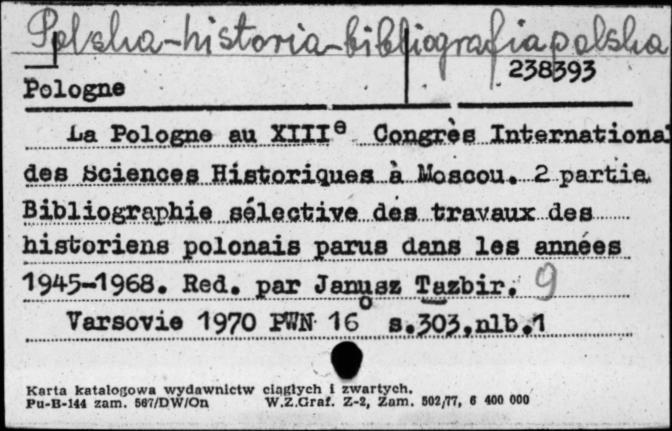 Polska-historia-bibliografia polska
238393
Pologne
La Pologne au XIIIᵉ Congrès Internationa
des Sciences Historiques à Moscou. 2 partie.
Bibliographie sélective des travaux des
historiens polonais parus dans les années
1945-1968. Red. par Janusz Tazbir. 9
Varsovie 1970 PWN 16° s.303,nlb.1
Karta katalogowa wydawnictw ciągłych i zwartych.
Pu-B-144 zam. 567/DW/On W.Z.Graf. Z-2, Zam. 502/77, 6 400 000